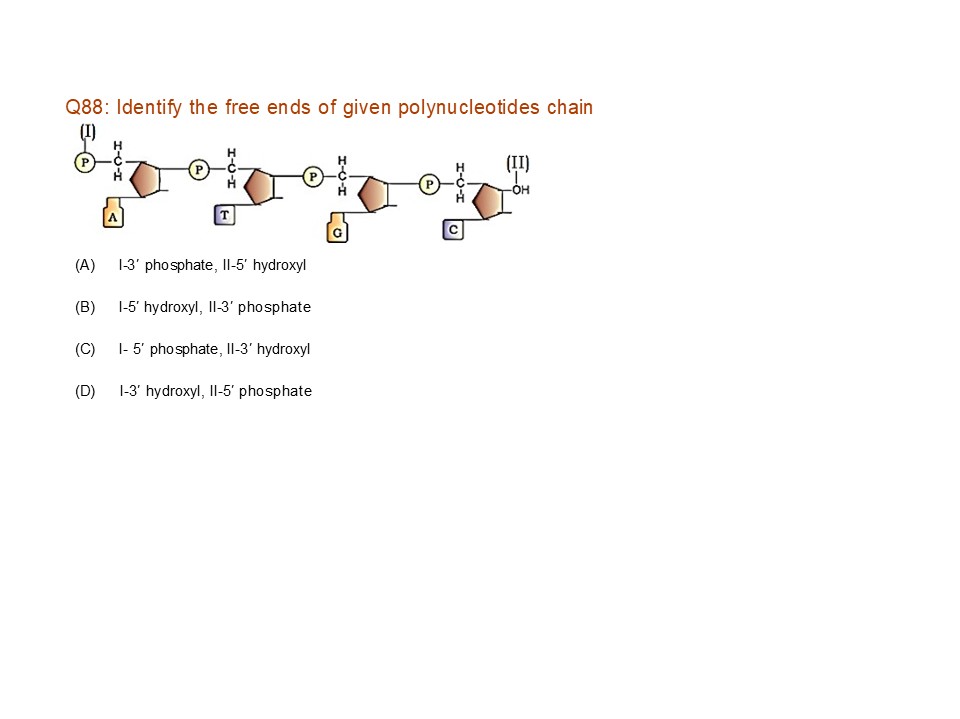 Q88: Identify the free ends of given polynucleotides chain
(I)
H H H H (II)
P C P C P C P C OH
H H H H
A T G C
(A) I-3′ phosphate, II-5′ hydroxyl
(B) I-5′ hydroxyl, II-3′ phosphate
(C) I- 5′ phosphate, II-3′ hydroxyl
(D) I-3′ hydroxyl, II-5′ phosphate